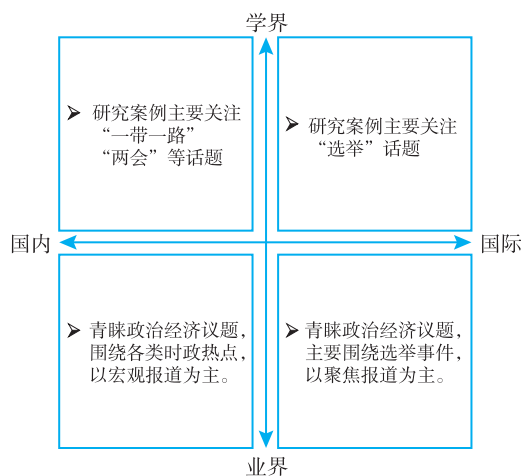 学界
研究案例主要关注
“一带一路”
“两会”等话题
研究案例主要关注
“选举”话题
国内
国际
青睐政治经济议题，
围绕各类时政热点，
以宏观报道为主。
青睐政治经济议题，
主要围绕选举事件，
以聚焦报道为主。
业界